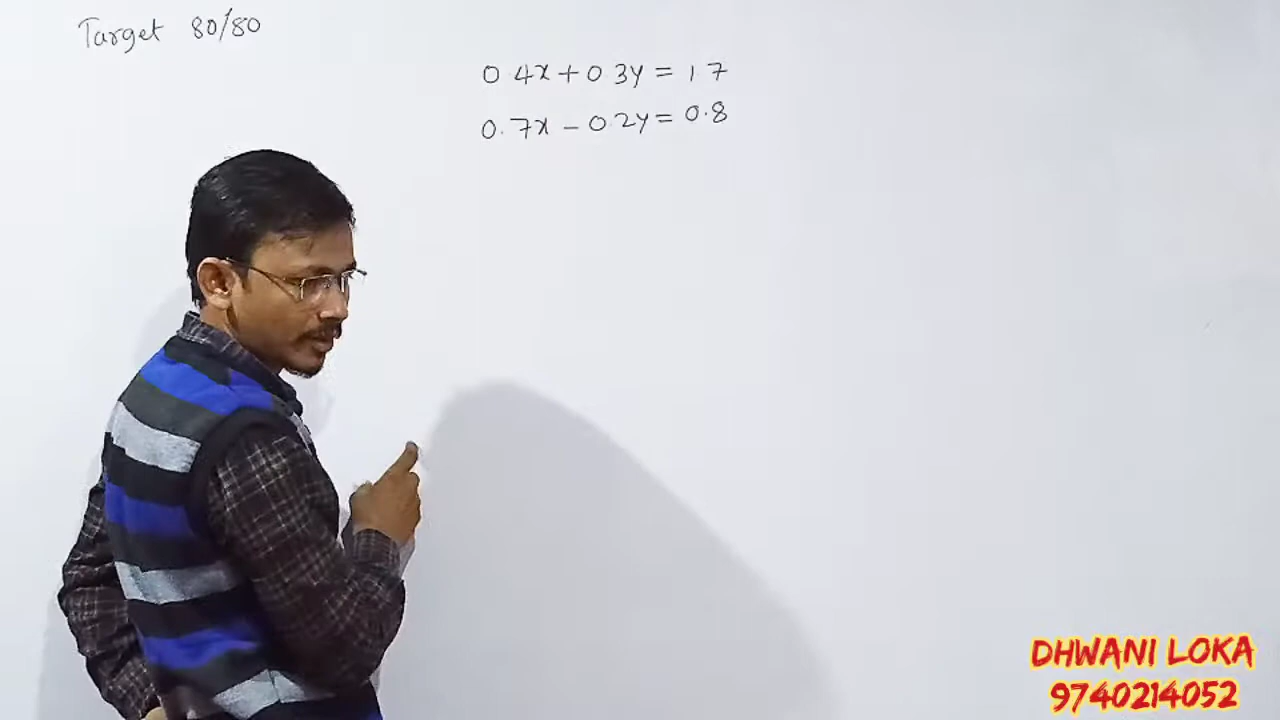 Target 80/80
0.4x + 0.3y = 1.7
0.7x - 0.2y = 0.8
DHWANI LOKA
9740214052